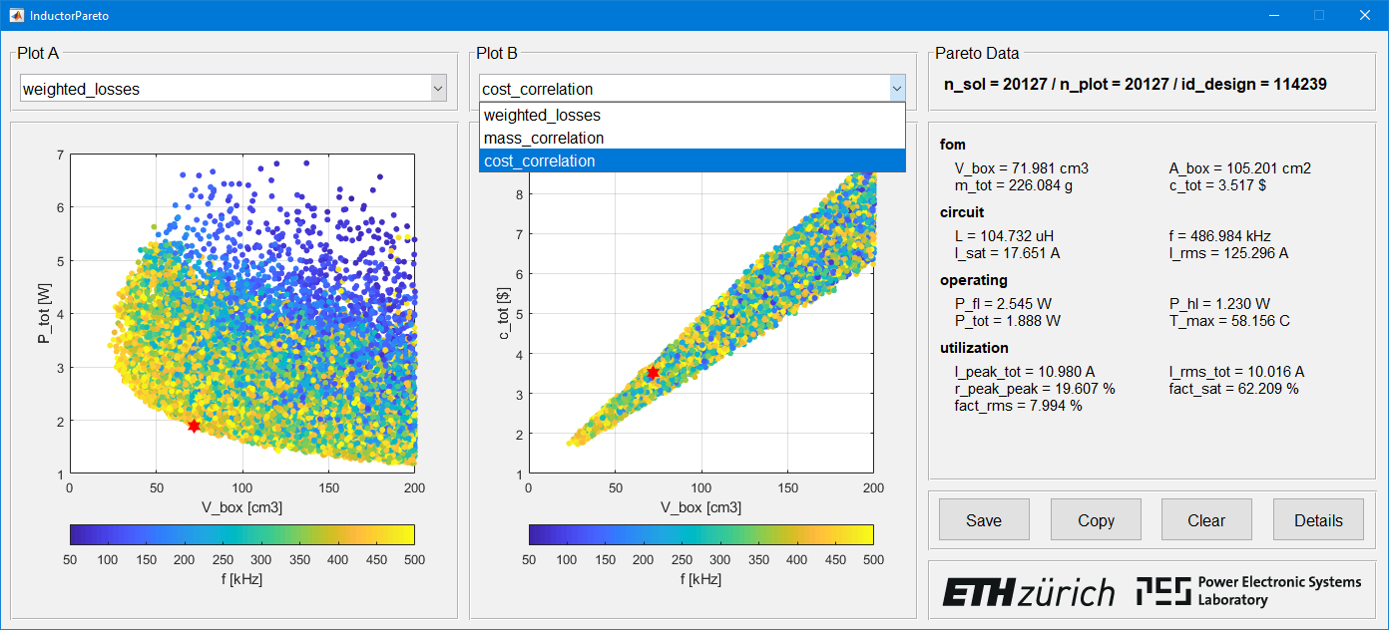 InductorPareto
Plot A
weighted_losses
7
6
5
4
3
2
1
P_tot [W]
0 50 100 150 200
V_box [cm3]
50 100 150 200 250 300 350 400 450 500
f [kHz]
Plot B
cost_correlation
weighted_losses
mass_correlation
cost_correlation
8
7
6
5
4
3
2
1
c_tot [$]
0 50 100 150 200
V_box [cm3]
50 100 150 200 250 300 350 400 450 500
f [kHz]
Pareto Data
n_sol = 20127 / n_plot = 20127 / id_design = 114239
fom
V_box = 71.981 cm3 A_box = 105.201 cm2
m_tot = 226.084 g c_tot = 3.517 $
circuit
L = 104.732 uH f = 486.984 kHz
I_sat = 17.651 A I_rms = 125.296 A
operating
P_fl = 2.545 W P_hl = 1.230 W
P_tot = 1.888 W T_max = 58.156 C
utilization
I_peak_tot = 10.980 A I_rms_tot = 10.016 A
r_peak_peak = 19.607 % fact_sat = 62.209 %
fact_rms = 7.994 %
Save Copy Clear Details
ETH zürich PES Power Electronic Systems
Laboratory